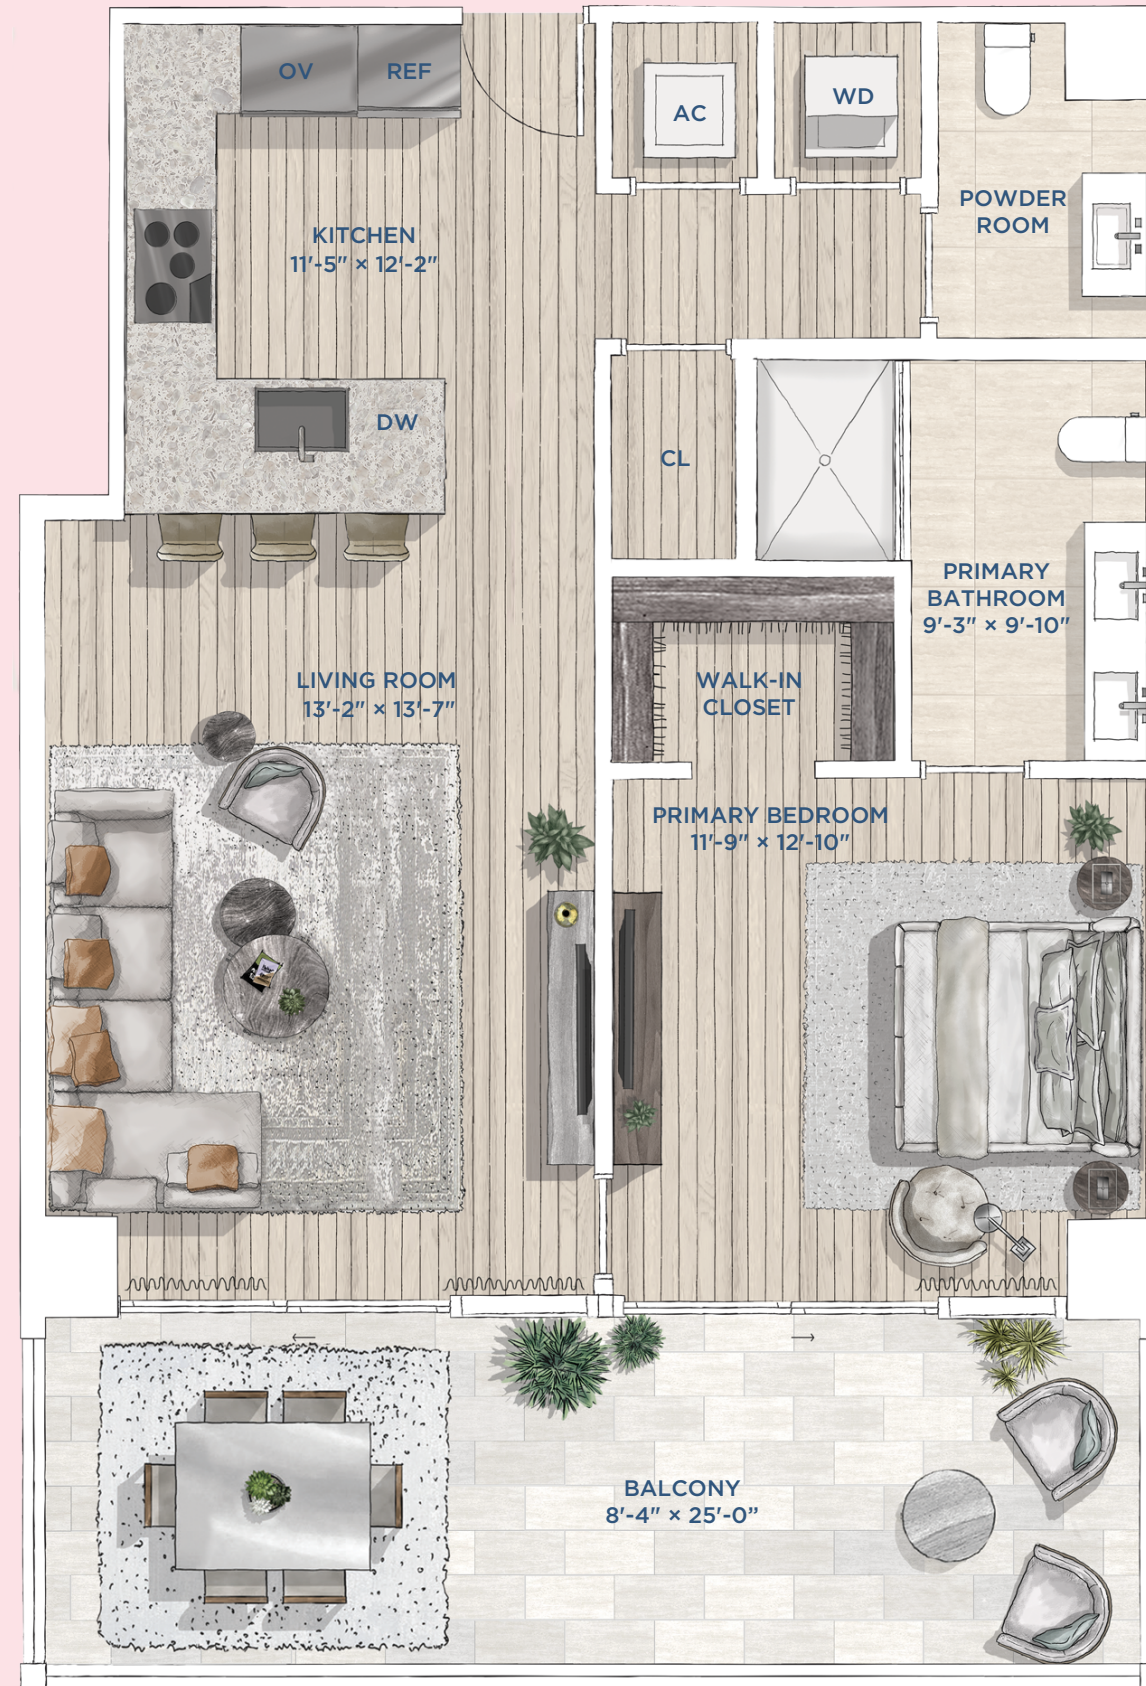 OV
REF
AC
WD
POWDER
ROOM
KITCHEN
11'-5" × 12'-2"
DW
CL
PRIMARY
BATHROOM
9'-3" × 9'-10"
LIVING ROOM
13'-2" × 13'-7"
WALK-IN
CLOSET
PRIMARY BEDROOM
11'-9" × 12'-10"
BALCONY
8'-4" × 25'-0”